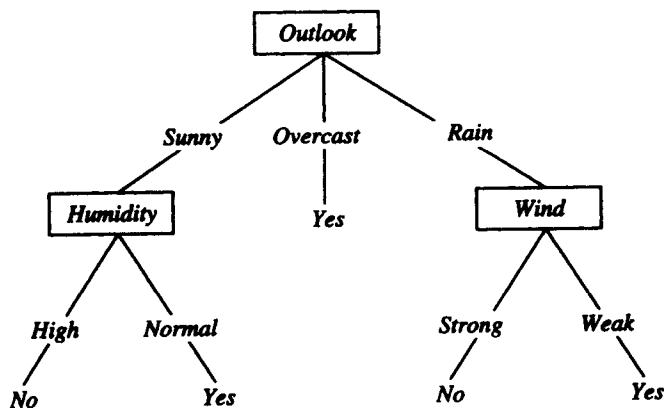 Outlook
Sunny Overcast Rain
Humidity Yes Wind
High Normal Strong Weak
No Yes No Yes